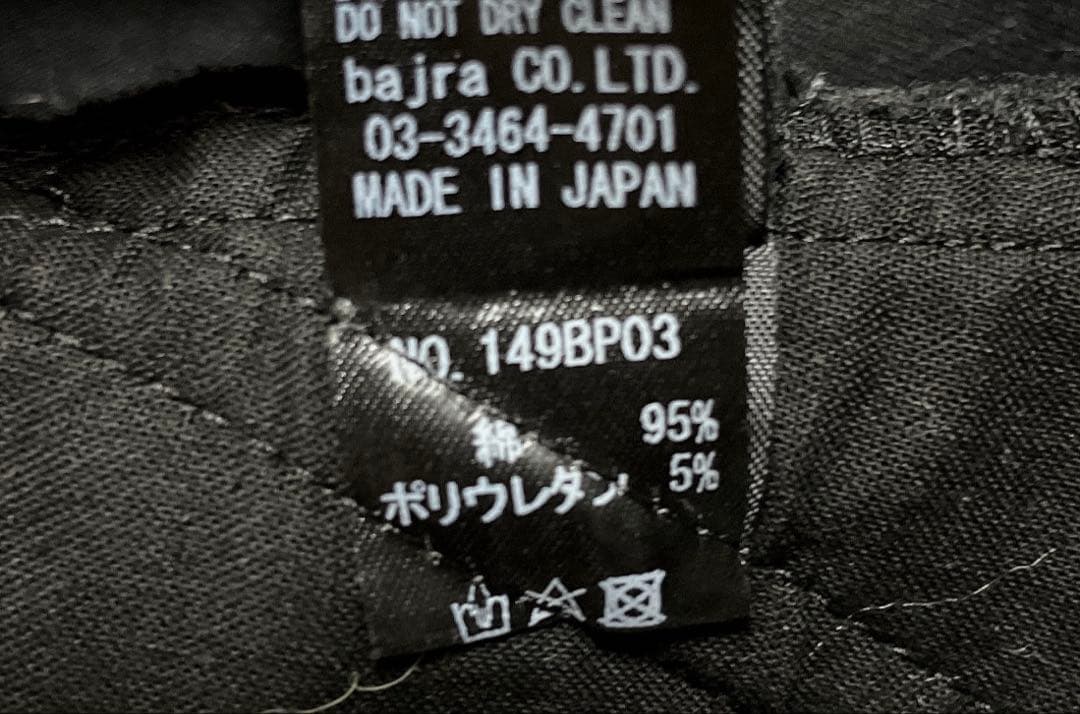 DO NOT DRY CLEAN
bajra CO. LTD.
03-3464-4701
MADE IN JAPAN
NO. 149BP03
綿 95%
ポリウレタン 5%